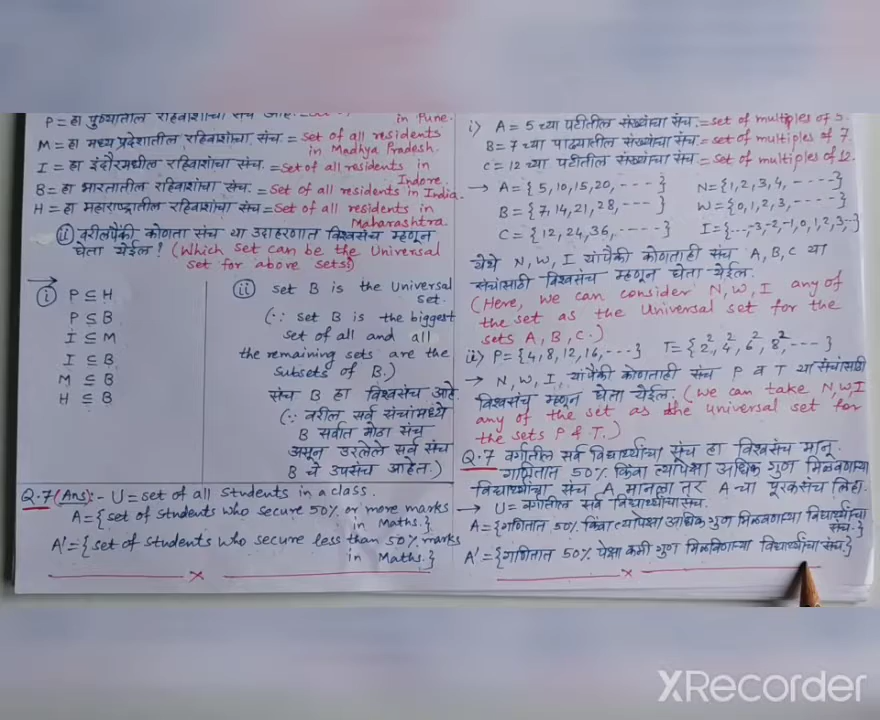 P = हा पुण्यातील रहिवाशांचा संच आहे.
in Pune.
M = हा मध्य प्रदेशातील रहिवाशांचा संच. = set of all residents
in Madhya Pradesh.
I = हा इंदौरमधील रहिवाशांचा संच. = set of all residents in
Indore.
B = हा भारतातील रहिवाशांचा संच. = set of all residents in India.
H = हा महाराष्ट्रातील रहिवाशांचा संच = set of all residents in
Maharashtra.
(ii) वरीलपैकी कोणता संच या उदाहरणात विश्वसंच म्हणून
घेता येईल? (Which set can be the Universal
set for above sets?)
(i) P ⊆ H
P ⊆ B
I ⊆ M
I ⊆ B
M ⊆ B
H ⊆ B
(ii) set B is the Universal
set.
(∵ set B is the biggest
set of all and all
the remaining sets are the
subsets of B.)
संच B हा विश्वसंच आहे.
(∵ वरील सर्व संचांमध्ये
B सर्वात मोठा संच
असून उरलेले सर्व संच
B चे उपसंच आहेत.)
Q.7 (Ans):- U = set of all students in a class.
A = {set of students who secure 50% or more marks
in Maths.}
A' = {set of students who secure less than 50% marks
in Maths.}
i) A = 5 च्या पटीतील संख्यांचा संच. = set of multiples of 5.
B = 7 च्या पाढ्यातील संख्यांचा संच. = set of multiples of 7.
C = 12 च्या पटीतील संख्यांचा संच = set of multiples of 12.
→ A = {5,10,15,20, ----} N = {1,2,3,4, -----}
B = {7,14,21,28, ---} W = {0,1,2,3, -----}
C = {12,24,36, -----} I = {...,-3,-2,-1,0,1,2,3,--}
येथे N, W, I यांपैकी कोणताही संच A, B, C या
संचांसाठी विश्वसंच म्हणून घेता येईल.
(Here, we can consider N, W, I any of
the set as the Universal set for the
sets A, B, C.)
ii) P = {4,8,12,16, ---} T = {2², 4², 6², 8², ----}
→ N, W, I, यांपैकी कोणताही संच P व T या संचांसाठी
विश्वसंच म्हणून घेता येईल. (we can take N, W, I
any of the set as the universal set for
the sets P & T.)
Q.7 वर्गातील सर्व विद्यार्थ्यांचा संच हा विश्वसंच मानू.
गणितात 50% किंवा त्यापेक्षा अधिक गुण मिळवणाऱ्या
विद्यार्थ्यांचा संच A मानला तर A चा पूरकसंच लिहा.
→ U = वर्गातील सर्व विद्यार्थ्यांचा संच.
A = {गणितात 50% किंवा त्यापेक्षा अधिक गुण मिळवणाऱ्या विद्यार्थ्यांचा
संच.}
A' = {गणितात 50% पेक्षा कमी गुण मिळविणाऱ्या विद्यार्थ्यांचा संच.}
XRecorder